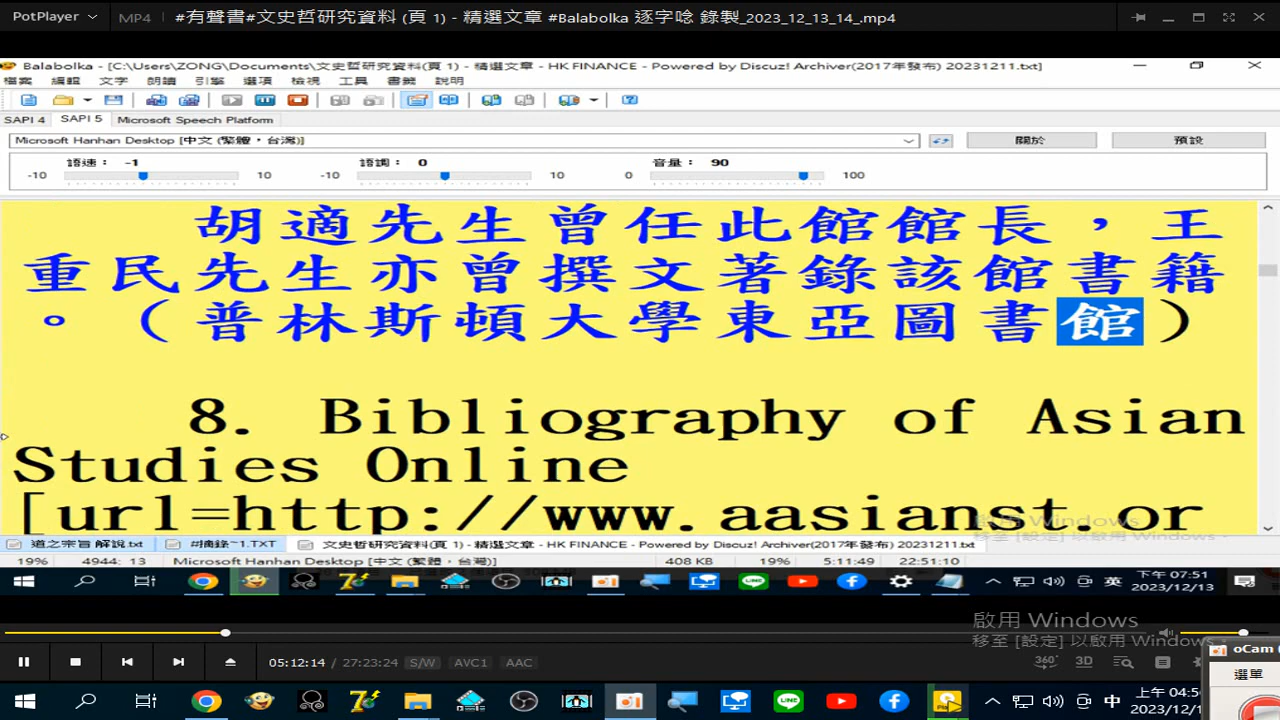 PotPlayer MP4 #有聲書#文史哲研究資料 (頁 1) - 精選文章 #Balabolka 逐字唸 錄製_2023_12_13_14_.mp4
Balabolka - [C:\Users\ZONG\Documents\文史哲研究資料(頁 1) - 精選文章 - HK FINANCE - Powered by Discuz! Archiver(2017年發布) 20231211.txt]
檔案 編輯 文字 朗讀 引擎 選項 檢視 工具 書籤 說明
SAPI 4 SAPI 5 Microsoft Speech Platform
Microsoft Hanhan Desktop [中文 (繁體，台灣)] 關於 預設
語速： -1 語調： 0 音量： 90
-10 10 -10 10 0 100
胡適先生曾任此館館長，王
重民先生亦曾撰文著錄該館書籍
。（普林斯頓大學東亞圖書館）
8. Bibliography of Asian
Studies Online
[url=http://www.aasianst.or
啟用 Windows
移至 [設定] 以啟用 Windows。
道之宗旨 解說.txt #摘錄~1.TXT 文史哲研究資料(頁 1) - 精選文章 - HK FINANCE - Powered by Discuz! Archiver(2017年發布) 20231211.txt
19% 4944: 13 Microsoft Hanhan Desktop [中文 (繁體，台灣)] 408 KB 19% 5:11:49 22:51:10
英 下午 07:51
2023/12/13
啟用 Windows
移至 [設定] 以啟用 Windows。
05:12:14 / 27:23:24 S/W AVC1 AAC 360° 3D
oCam
選單
中 上午 04:5
2023/12/1